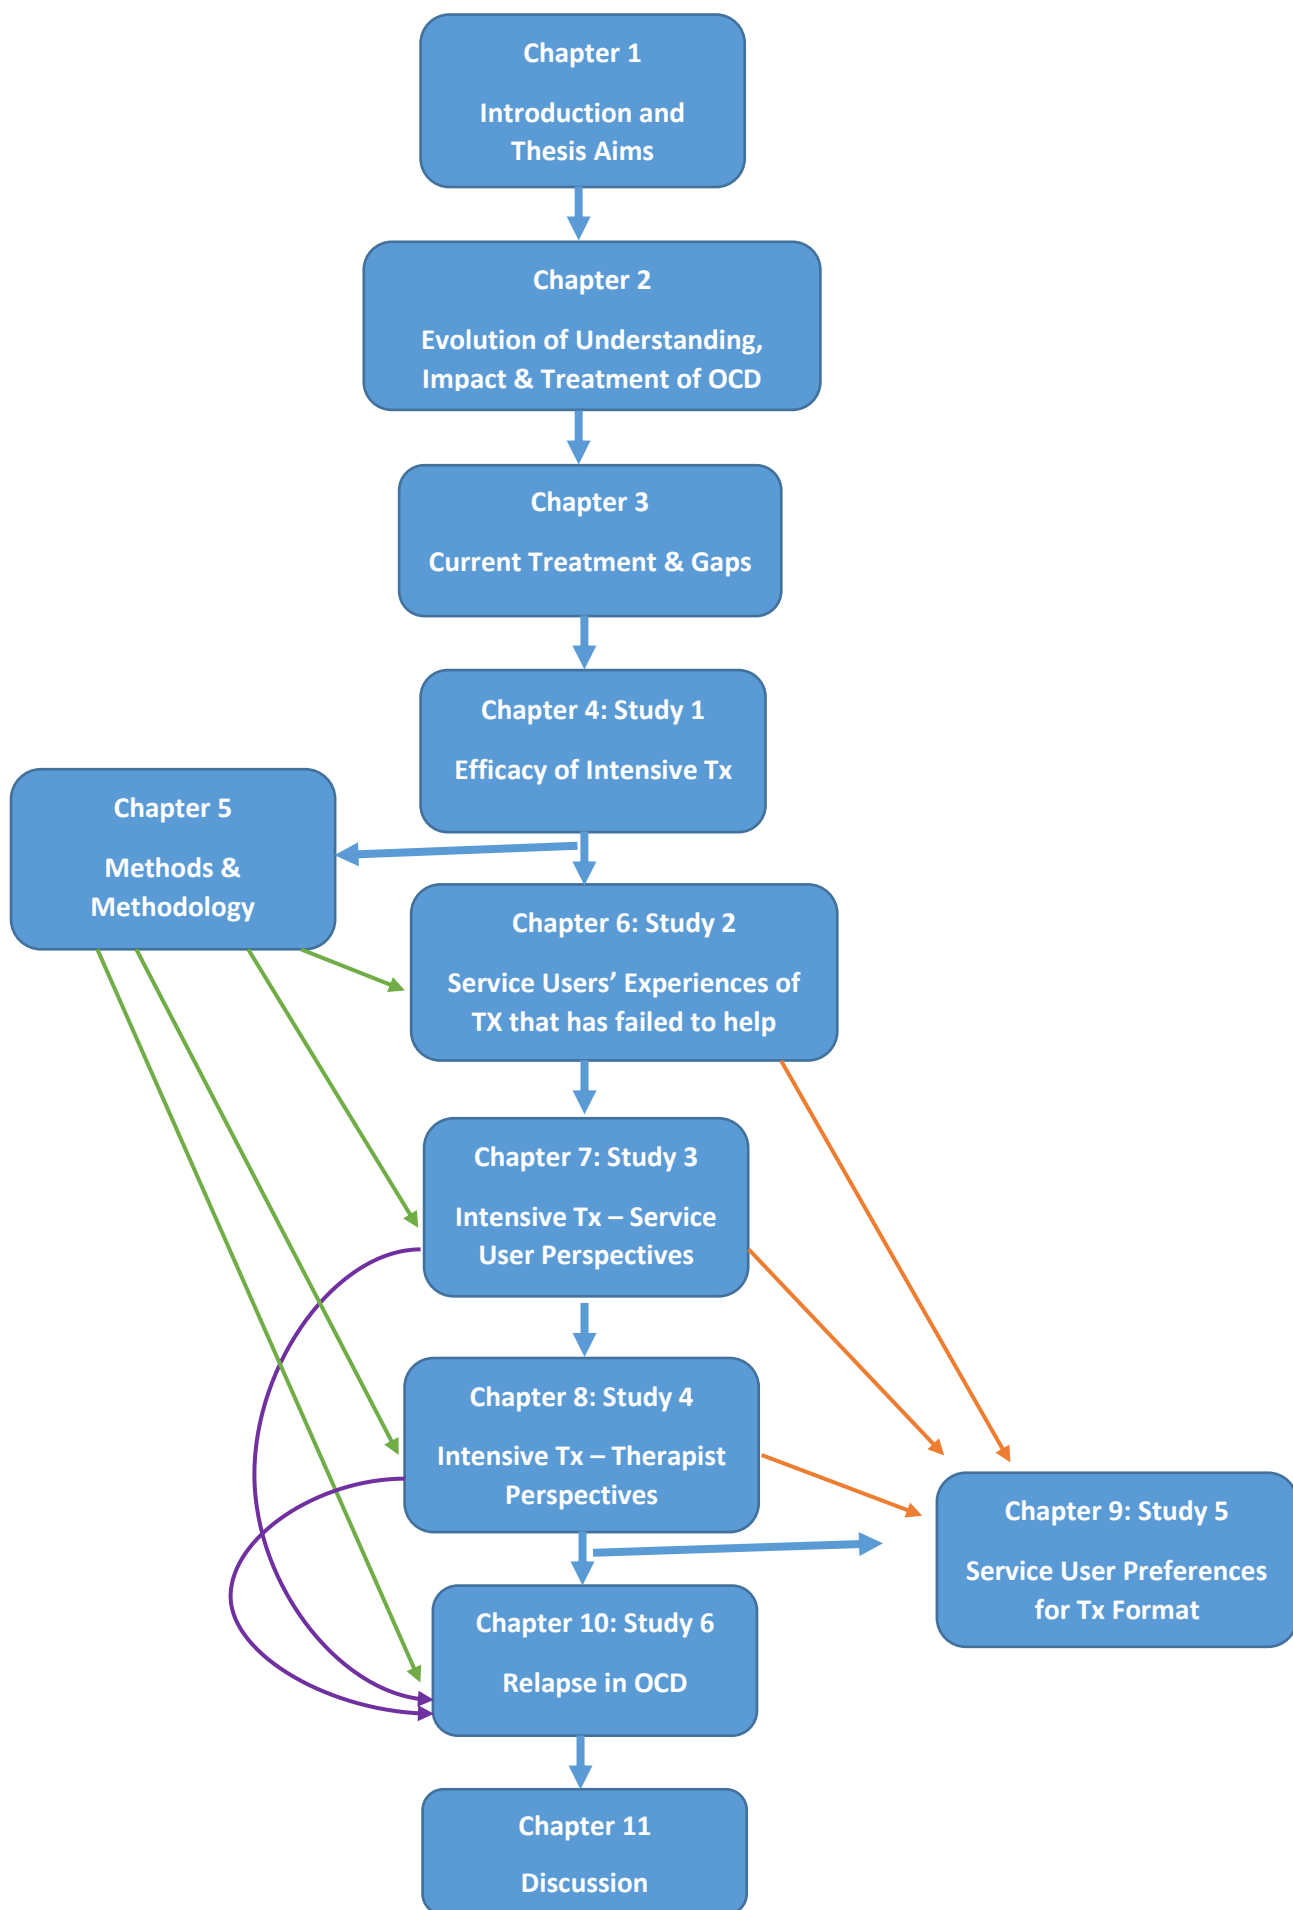 Chapter 1
Introduction and
Thesis Aims
Chapter 2
Evolution of Understanding,
Impact & Treatment of OCD
Chapter 3
Current Treatment & Gaps
Chapter 4: Study 1
Efficacy of Intensive Tx
Chapter 5
Methods &
Methodology
Chapter 6: Study 2
Service Users’ Experiences of
TX that has failed to help
Chapter 7: Study 3
Intensive Tx – Service
User Perspectives
Chapter 8: Study 4
Intensive Tx – Therapist
Perspectives
Chapter 9: Study 5
Service User Preferences
for Tx Format
Chapter 10: Study 6
Relapse in OCD
Chapter 11
Discussion